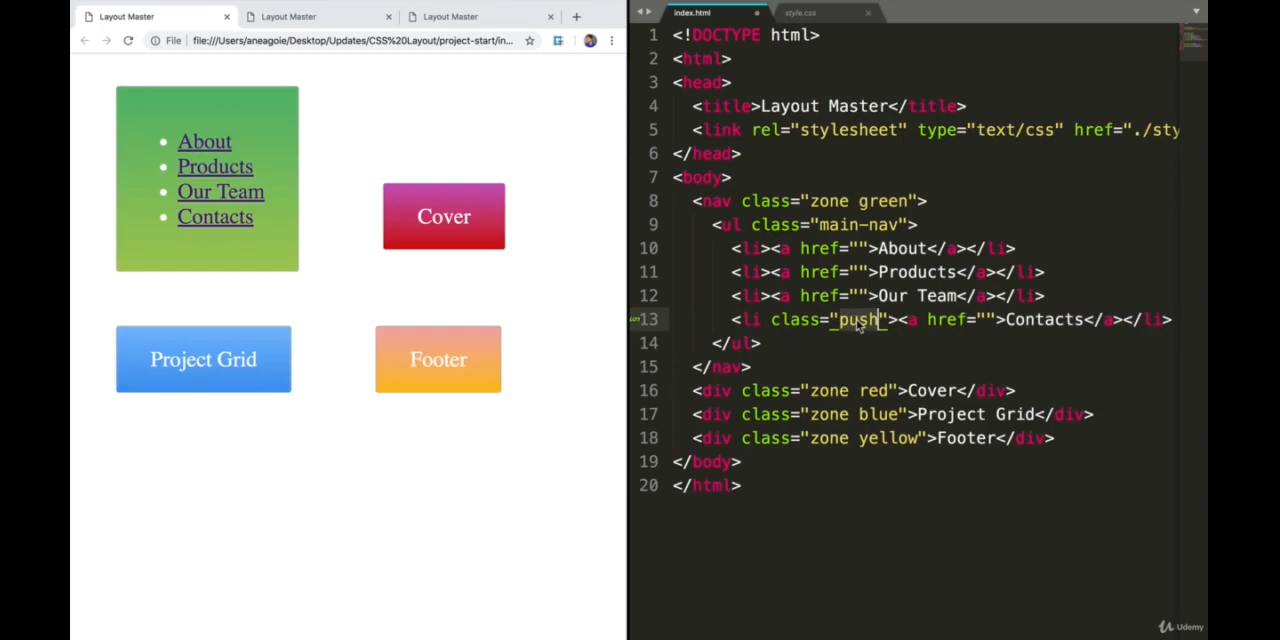 Layout Master
Layout Master
Layout Master
File
file:///Users/aneagoie/Desktop/Updates/CSS%20Layout/project-start/in...
About
Products
Our Team
Contacts
Cover
Project Grid
Footer
index.html
style.css
1 <!DOCTYPE html>
2 <html>
3 <head>
4 <title>Layout Master</title>
5 <link rel="stylesheet" type="text/css" href="./sty
6 </head>
7 <body>
8 <nav class="zone green">
9 <ul class="main-nav">
10 <li><a href="">About</a></li>
11 <li><a href="">Products</a></li>
12 <li><a href="">Our Team</a></li>
13 <li class="push"><a href="">Contacts</a></li>
14 </ul>
15 </nav>
16 <div class="zone red">Cover</div>
17 <div class="zone blue">Project Grid</div>
18 <div class="zone yellow">Footer</div>
19 </body>
20 </html>
Udemy